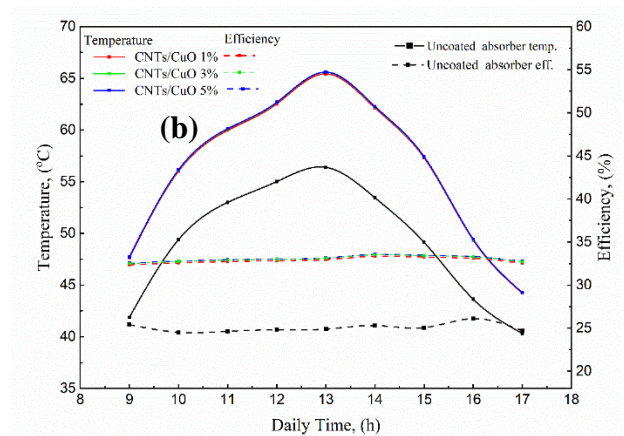 Temperature Efficiency
CNTs/CuO 1%
CNTs/CuO 3%
CNTs/CuO 5%
Uncoated absorber temp.
Uncoated absorber eff.
(b)
Temperature, (°C)
70
65
60
55
50
45
40
35
Efficiency, (%)
60
55
50
45
40
35
30
25
20
8 9 10 11 12 13 14 15 16 17 18
Daily Time, (h)